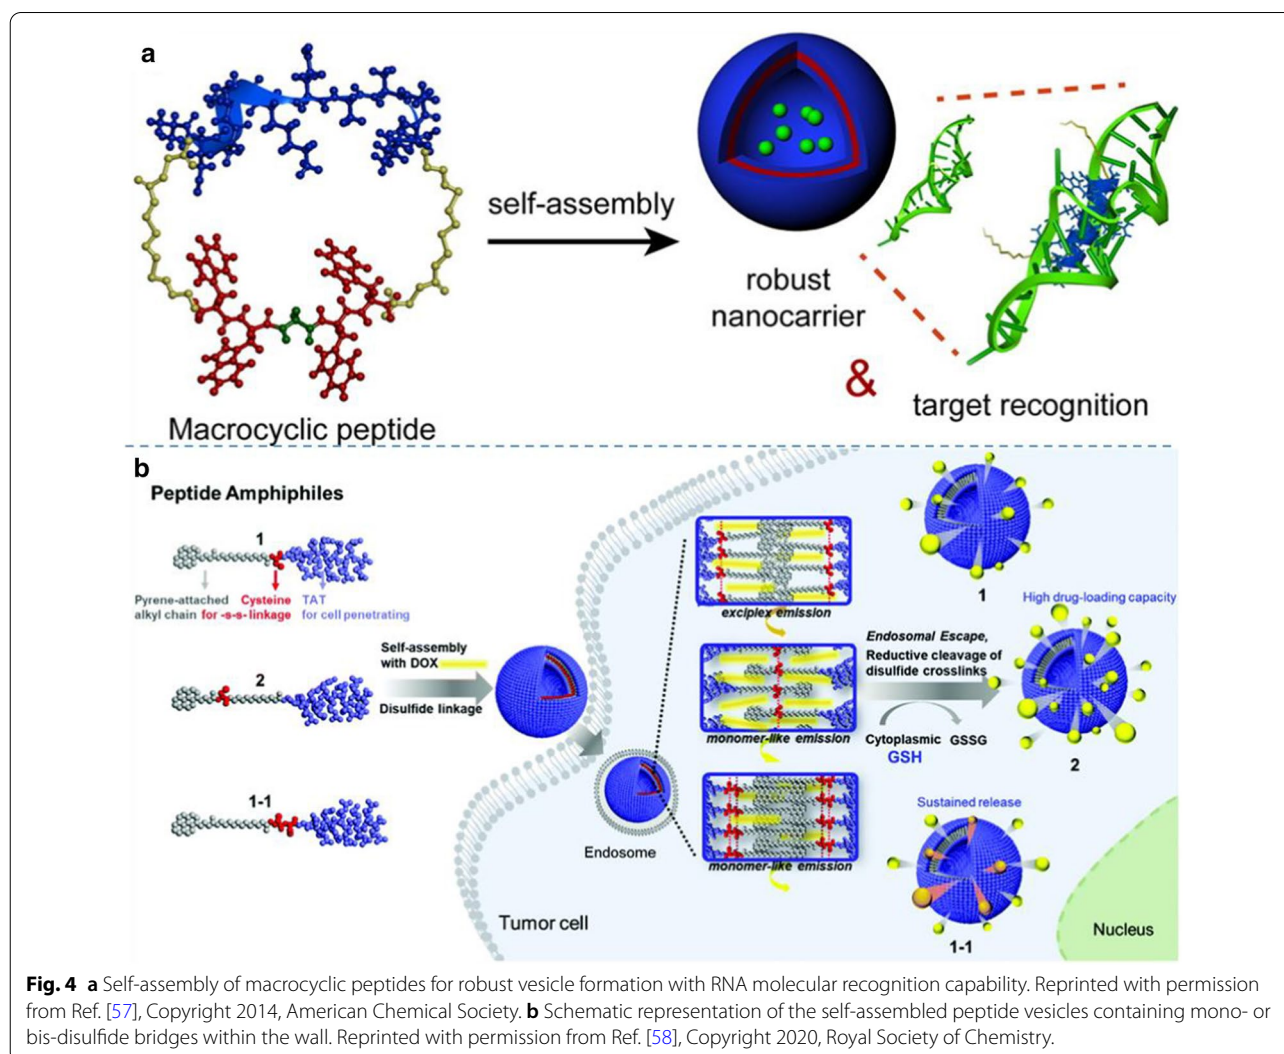 a
self-assembly
robust
nanocarrier
&
target recognition
Macrocyclic peptide
b
Peptide Amphiphiles
1
Pyrene-attached Cysteine TAT
alkyl chain for -s-s- linkage for cell penetrating
2
1-1
Self-assembly
with DOX
Disulfide linkage
Endosome
Tumor cell
exciplex emission
monomer-like emission
monomer-like emission
Endosomal Escape,
Reductive cleavage of
disulfide crosslinks
Cytoplasmic GSSG
GSH
1
High drug-loading capacity
2
Sustained release
1-1
Nucleus
Fig. 4 a Self-assembly of macrocyclic peptides for robust vesicle formation with RNA molecular recognition capability. Reprinted with permission
from Ref. [57], Copyright 2014, American Chemical Society. b Schematic representation of the self-assembled peptide vesicles containing mono- or
bis-disulfide bridges within the wall. Reprinted with permission from Ref. [58], Copyright 2020, Royal Society of Chemistry.